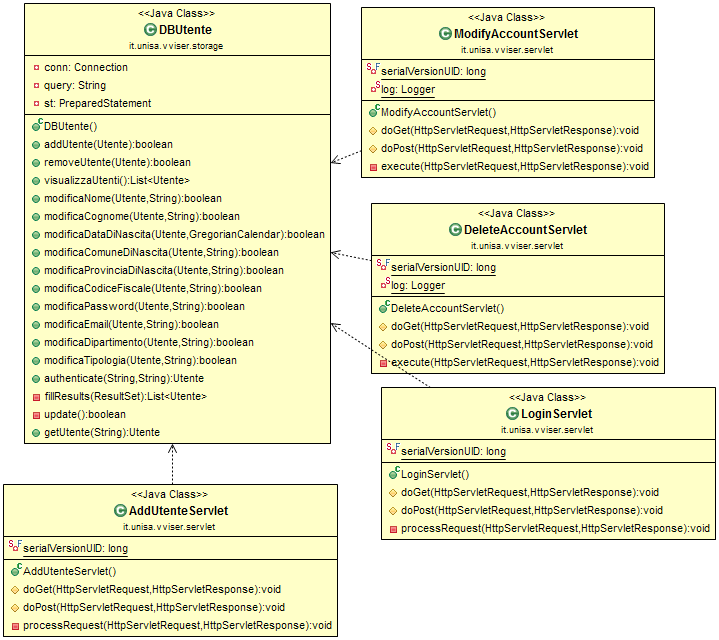 <<Java Class>>
DBUtente
it.unisa.vviser.storage
conn: Connection
query: String
st: PreparedStatement
DBUtente()
addUtente(Utente):boolean
removeUtente(Utente):boolean
visualizzaUtenti():List<Utente>
modificaNome(Utente,String):boolean
modificaCognome(Utente,String):boolean
modificaDataDiNascita(Utente,GregorianCalendar):boolean
modificaComuneDiNascita(Utente,String):boolean
modificaProvinciaDiNascita(Utente,String):boolean
modificaCodiceFiscale(Utente,String):boolean
modificaPassword(Utente,String):boolean
modificaEmail(Utente,String):boolean
modificaDipartimento(Utente,String):boolean
modificaTipologia(Utente,String):boolean
authenticate(String,String):Utente
fillResults(ResultSet):List<Utente>
update():boolean
getUtente(String):Utente
<<Java Class>>
ModifyAccountServlet
it.unisa.vviser.servlet
serialVersionUID: long
log: Logger
ModifyAccountServlet()
doGet(HttpServletRequest,HttpServletResponse):void
doPost(HttpServletRequest,HttpServletResponse):void
execute(HttpServletRequest,HttpServletResponse):void
<<Java Class>>
DeleteAccountServlet
it.unisa.vviser.servlet
serialVersionUID: long
log: Logger
DeleteAccountServlet()
doGet(HttpServletRequest,HttpServletResponse):void
doPost(HttpServletRequest,HttpServletResponse):void
execute(HttpServletRequest,HttpServletResponse):void
<<Java Class>>
LoginServlet
it.unisa.vviser.servlet
serialVersionUID: long
LoginServlet()
doGet(HttpServletRequest,HttpServletResponse):void
doPost(HttpServletRequest,HttpServletResponse):void
processRequest(HttpServletRequest,HttpServletResponse):void
<<Java Class>>
AddUtenteServlet
it.unisa.vviser.servlet
serialVersionUID: long
AddUtenteServlet()
doGet(HttpServletRequest,HttpServletResponse):void
doPost(HttpServletRequest,HttpServletResponse):void
processRequest(HttpServletRequest,HttpServletResponse):void